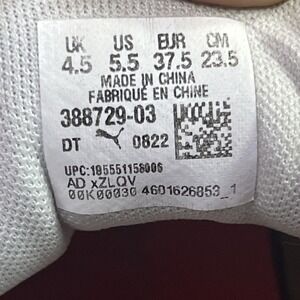 UK US EUR CM
4.5 5.5 37.5 23.5
MADE IN CHINA
FABRIQUÉ EN CHINE
388729-03
DT 0822
UPC:195551158006
AD xZLQV
00K00030 4601626853_1